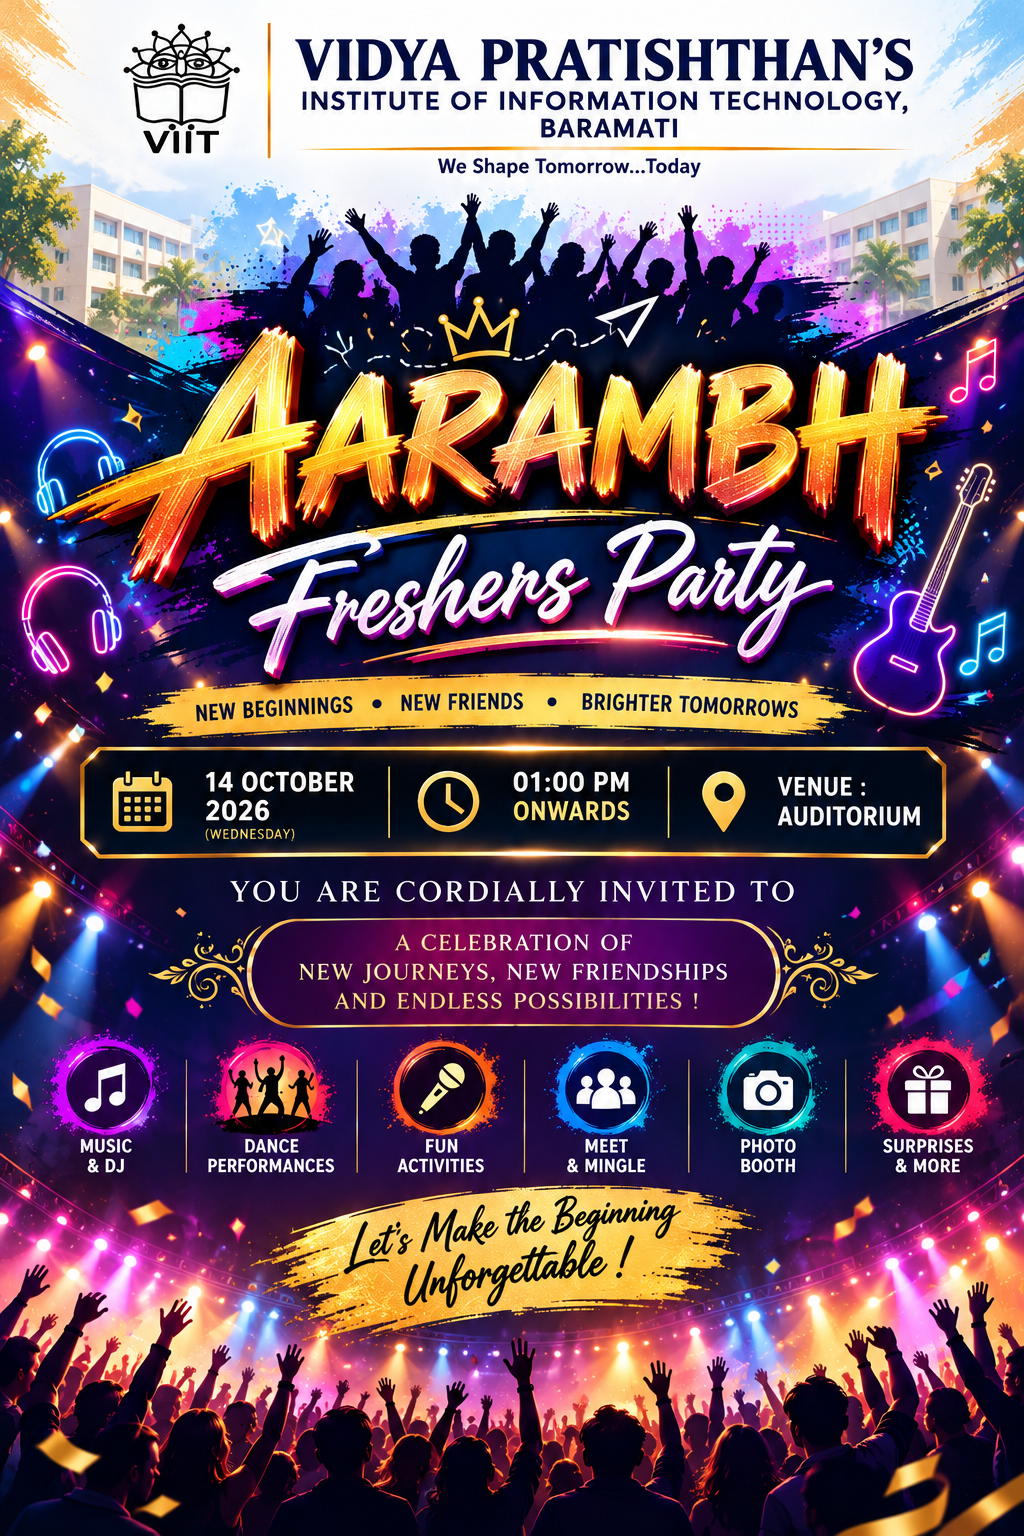 VIIT
VIDYA PRATISHTHAN'S
INSTITUTE OF INFORMATION TECHNOLOGY,
BARAMATI
We Shape Tomorrow...Today
AARAMBH
Freshers Party
NEW BEGINNINGS • NEW FRIENDS • BRIGHTER TOMORROWS
14 OCTOBER
2026
(WEDNESDAY)
01:00 PM
ONWARDS
VENUE :
AUDITORIUM
YOU ARE CORDIALLY INVITED TO
A CELEBRATION OF
NEW JOURNEYS, NEW FRIENDSHIPS
AND ENDLESS POSSIBILITIES !
MUSIC
& DJ
DANCE
PERFORMANCES
FUN
ACTIVITIES
MEET
& MINGLE
PHOTO
BOOTH
SURPRISES
& MORE
Let's Make the Beginning
Unforgettable !